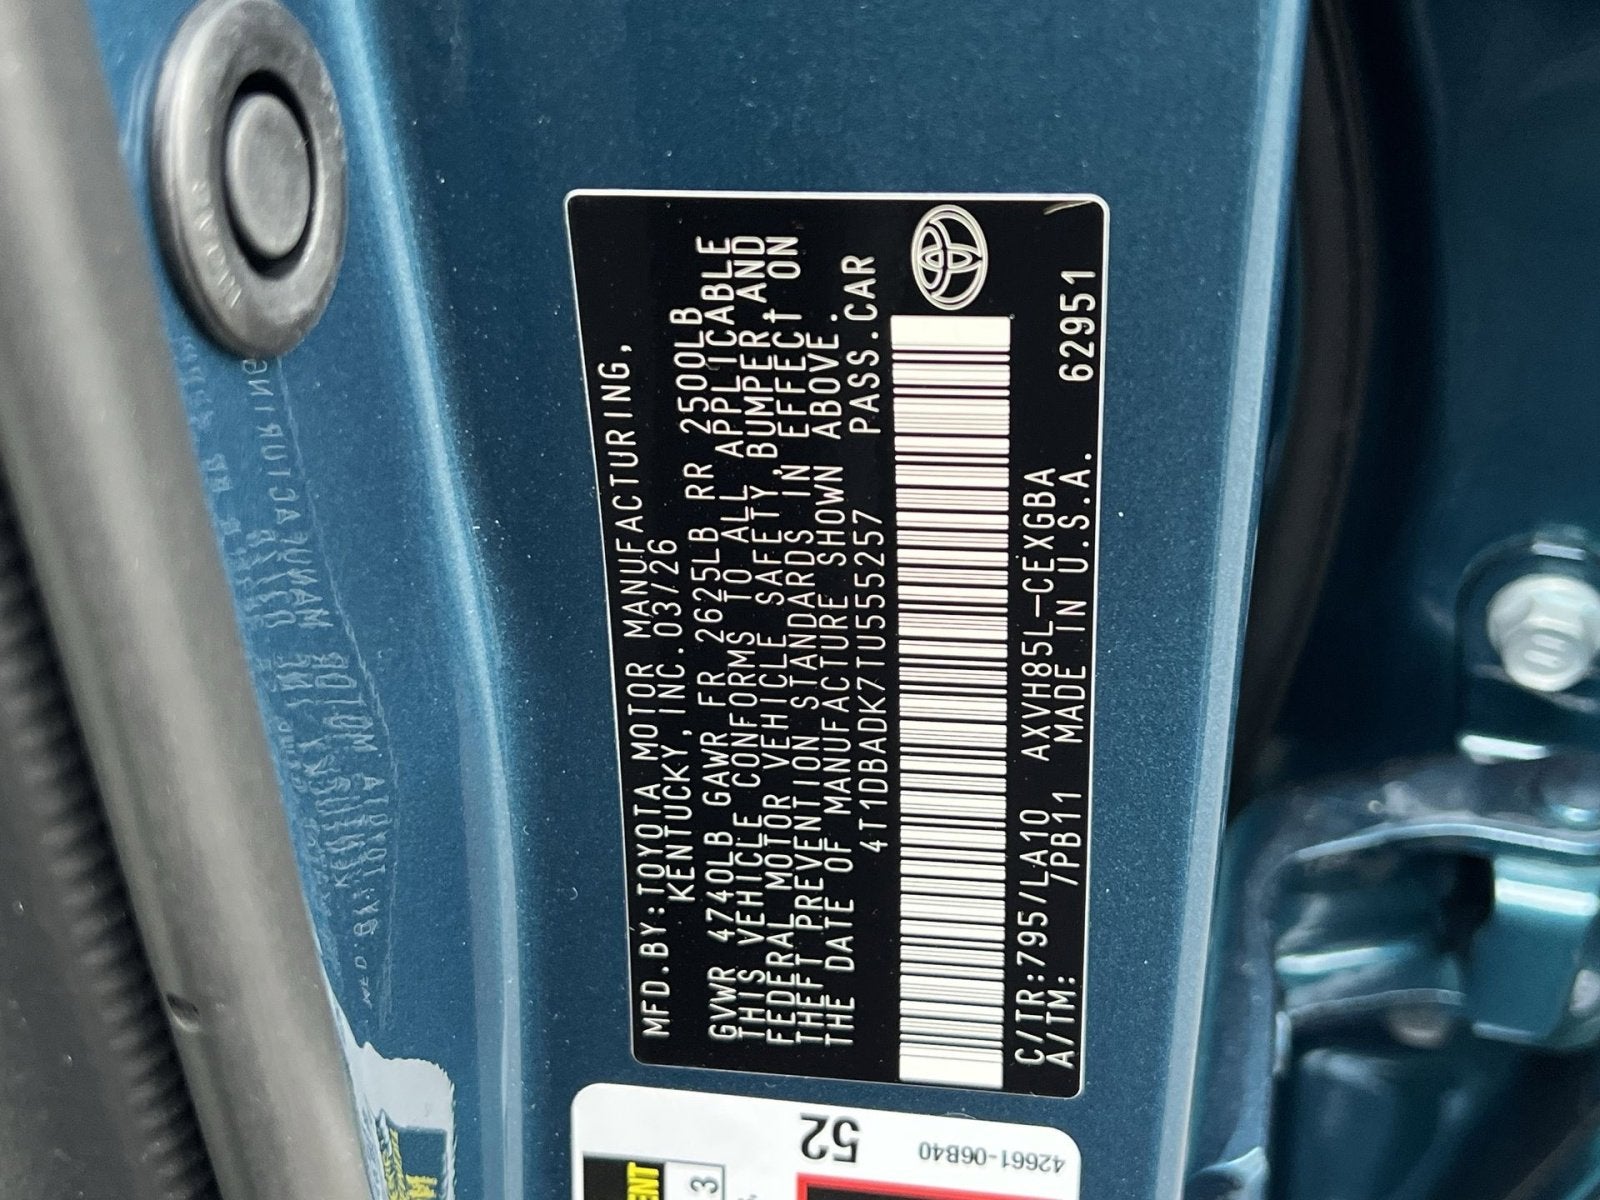 MFD.BY:TOYOTA MOTOR MANUFACTURING,
KENTUCKY, INC.03/26
GVWR 4740LB GAWR FR 2625LB RR 2500LB
THIS VEHICLE CONFORMS TO ALL APPLICABLE
FEDERAL MOTOR VEHICLE SAFETY,BUMPER,AND
THEFT PREVENTION STANDARDS IN EFFECT ON
THE DATE OF MANUFACTURE SHOWN ABOVE.
4T1DBADK7TU555257 PASS.CAR
C/TR:795/LA10 AXVH85L-CEXGBA
A/TM: /PB11 MADE IN U.S.A. 62951
52
42661-06B40
3